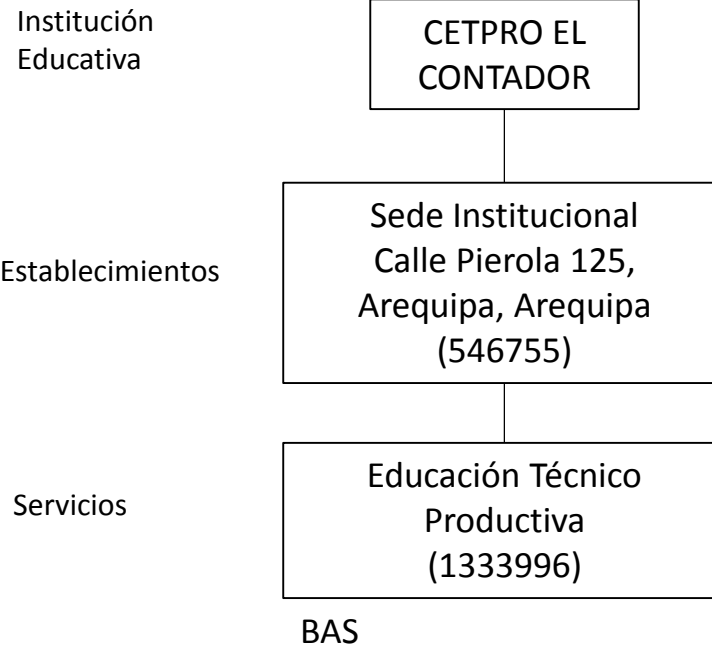 Institución
Educativa
CETPRO EL
CONTADOR
Establecimientos
Sede Institucional
Calle Pierola 125,
Arequipa, Arequipa
(546755)
Servicios
Educación Técnico
Productiva
(1333996)
BAS